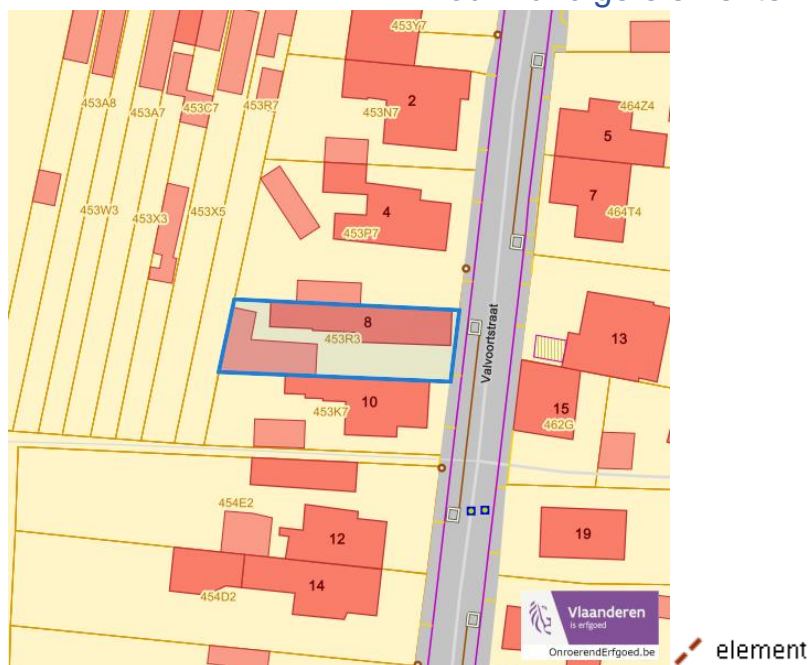 453Y7
453A8
453A7
453C7
453R7
2
453N7
464Z4
5
7
464T4
453W3
453X3
453X5
4
453P7
Valvoortstraat
8
453R3
13
10
453K7
15
462G
454E2
12
19
14
454D2
Vlaanderen
is erfgoed
OnroerendErfgoed.be
element